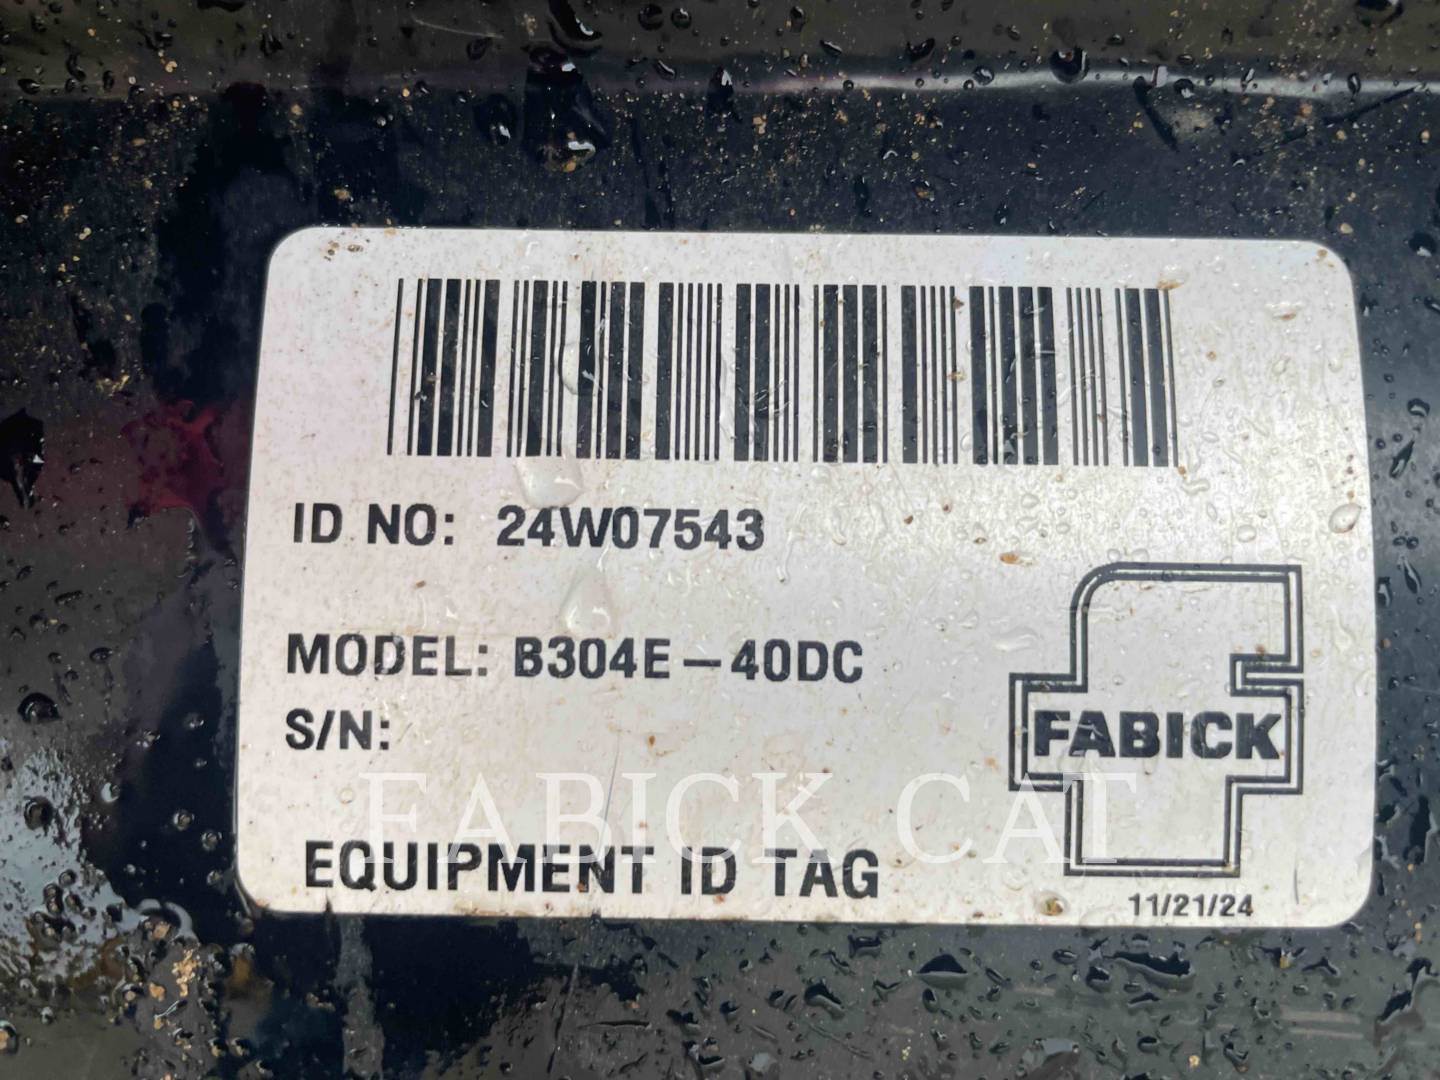 ID NO: 24W07543
MODEL: B304E-40DC
S/N:
FABICK
FABICK CAT
EQUIPMENT ID TAG
11/21/24